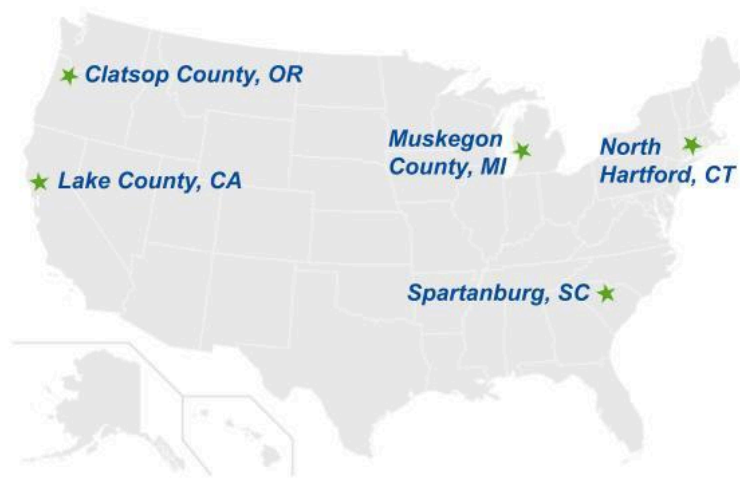 Clatsop County, OR
Muskegon
County, MI
North
Hartford, CT
Lake County, CA
Spartanburg, SC